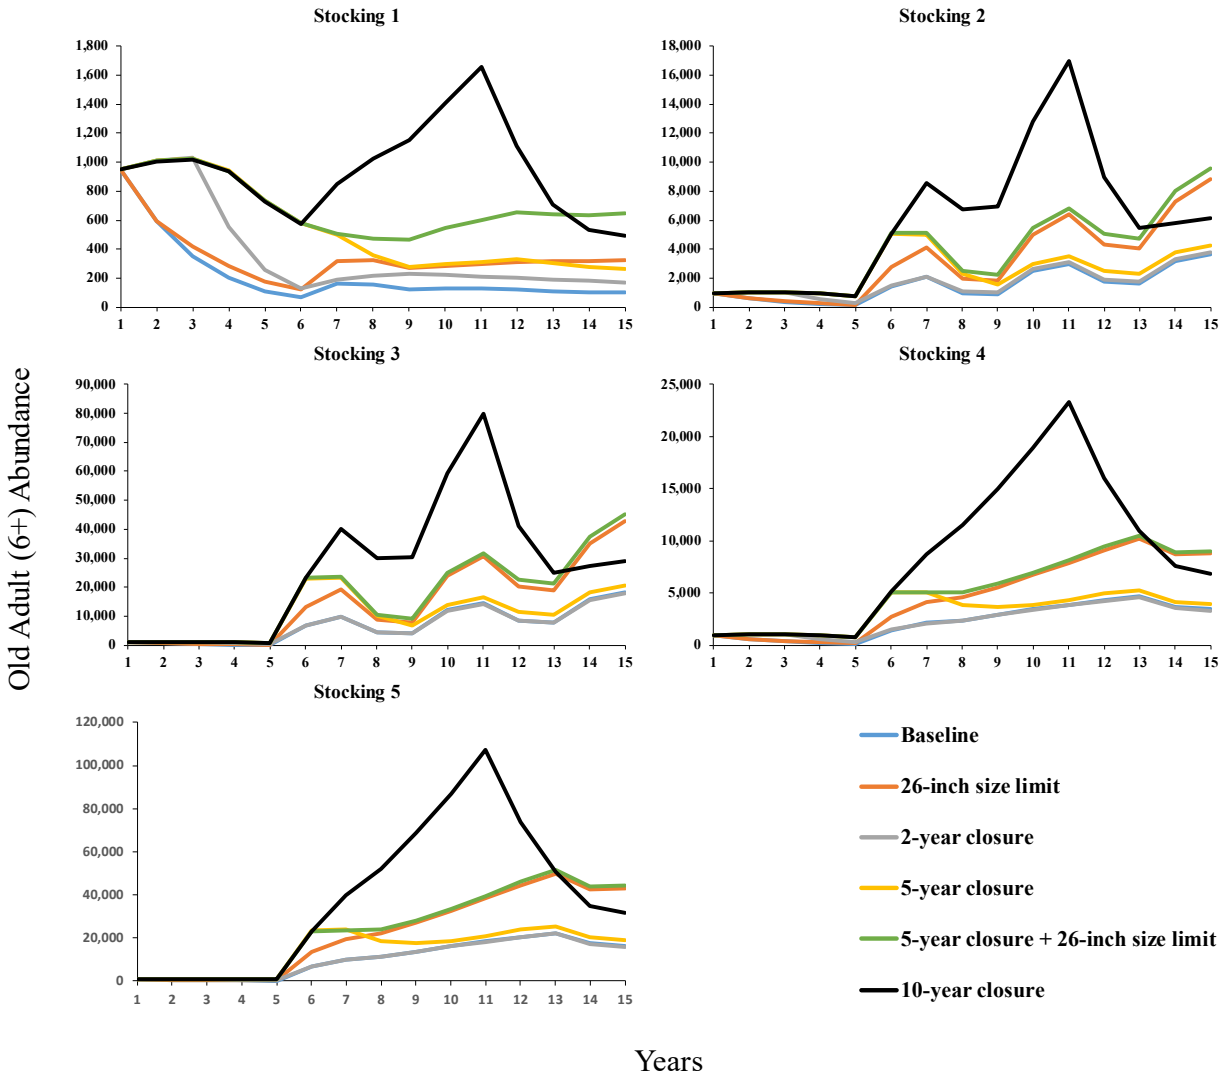 Stocking 1
1,800
1,600
1,400
1,200
1,000
800
600
400
200
0
1 2 3 4 5 6 7 8 9 10 11 12 13 14 15
Stocking 2
18,000
16,000
14,000
12,000
10,000
8,000
6,000
4,000
2,000
0
1 2 3 4 5 6 7 8 9 10 11 12 13 14 15
Old Adult (6+) Abundance
Stocking 3
90,000
80,000
70,000
60,000
50,000
40,000
30,000
20,000
10,000
0
1 2 3 4 5 6 7 8 9 10 11 12 13 14 15
Stocking 4
25,000
20,000
15,000
10,000
5,000
0
1 2 3 4 5 6 7 8 9 10 11 12 13 14 15
Stocking 5
120,000
100,000
80,000
60,000
40,000
20,000
0
1 2 3 4 5 6 7 8 9 10 11 12 13 14 15
Baseline
26-inch size limit
2-year closure
5-year closure
5-year closure + 26-inch size limit
10-year closure
Years